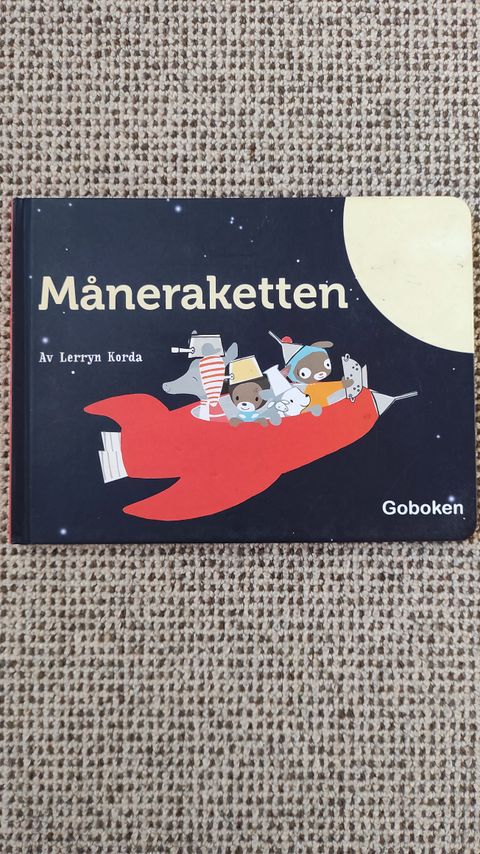 Måneraketten
Av Lerryn Korda
Goboken